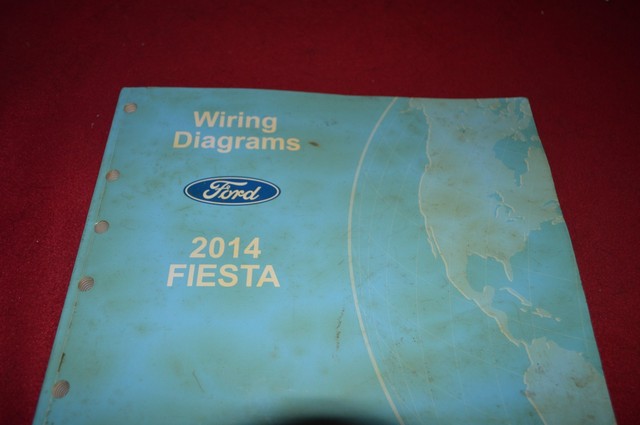 Wiring
Diagrams
Ford
2014
FIESTA